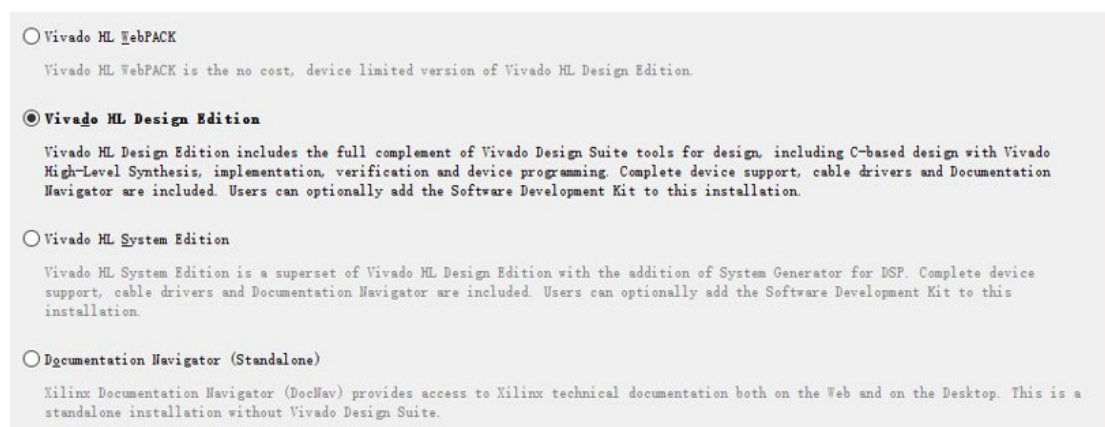 Vivado HL WebPACK
Vivado HL WebPACK is the no cost, device limited version of Vivado HL Design Edition.
Vivado HL Design Edition
Vivado HL Design Edition includes the full complement of Vivado Design Suite tools for design, including C-based design with Vivado
High-Level Synthesis, implementation, verification and device programming. Complete device support, cable drivers and Documentation
Navigator are included. Users can optionally add the Software Development Kit to this installation.
Vivado HL System Edition
Vivado HL System Edition is a superset of Vivado HL Design Edition with the addition of System Generator for DSP. Complete device
support, cable drivers and Documentation Navigator are included. Users can optionally add the Software Development Kit to this
installation.
Documentation Navigator (Standalone)
Xilinx Documentation Navigator (DocNav) provides access to Xilinx technical documentation both on the Web and on the Desktop. This is a
standalone installation without Vivado Design Suite.